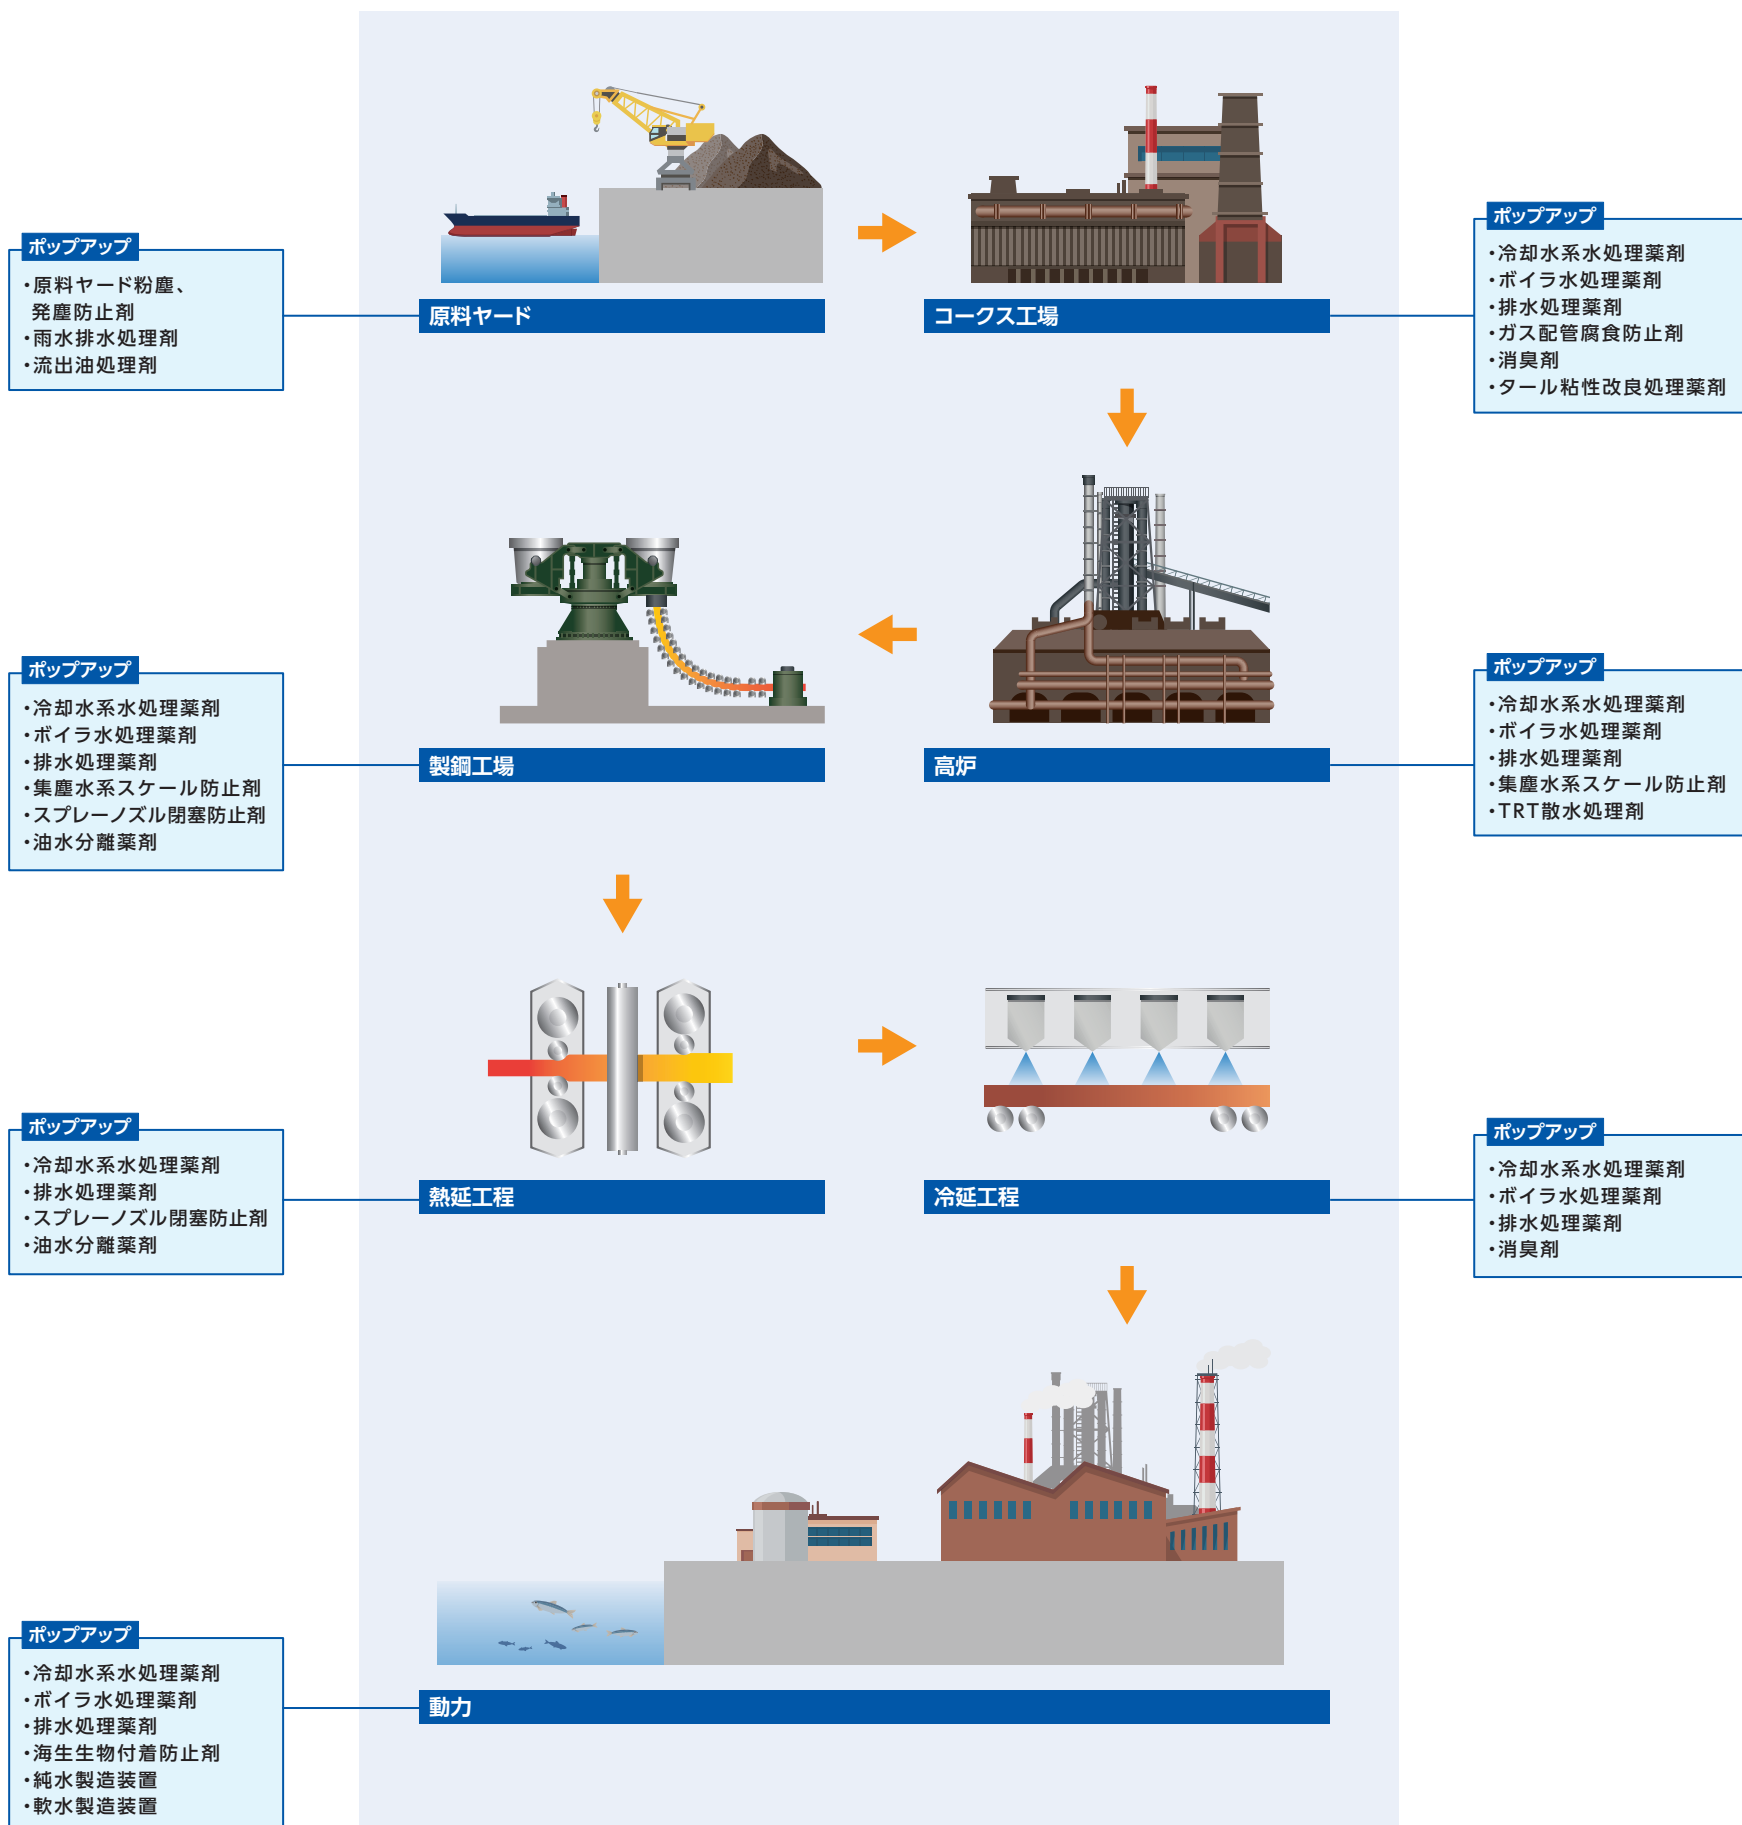 ポップアップ
・原料ヤード粉塵、
発塵防止剤
・雨水排水処理剤
・流出油処理剤
原料ヤード
コークス工場
ポップアップ
・冷却水系水処理薬剤
・ボイラ水処理薬剤
・排水処理薬剤
・ガス配管腐食防止剤
・消臭剤
・タール粘性改良処理薬剤
ポップアップ
・冷却水系水処理薬剤
・ボイラ水処理薬剤
・排水処理薬剤
・集塵水系スケール防止剤
・スプレーノズル閉塞防止剤
・油水分離薬剤
製鋼工場
高炉
ポップアップ
・冷却水系水処理薬剤
・ボイラ水処理薬剤
・排水処理薬剤
・集塵水系スケール防止剤
・TRT散水処理剤
ポップアップ
・冷却水系水処理薬剤
・排水処理薬剤
・スプレーノズル閉塞防止剤
・油水分離薬剤
熱延工程
冷延工程
ポップアップ
・冷却水系水処理薬剤
・ボイラ水処理薬剤
・排水処理薬剤
・消臭剤
ポップアップ
・冷却水系水処理薬剤
・ボイラ水処理薬剤
・排水処理薬剤
・海生生物付着防止剤
・純水製造装置
・軟水製造装置
動力